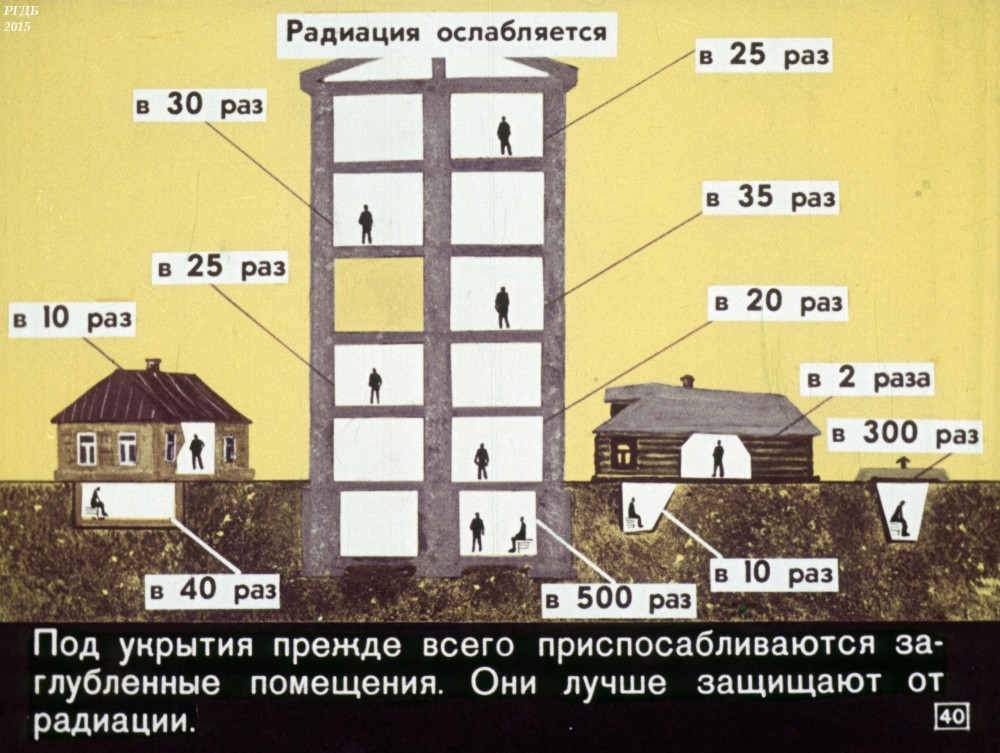 РГДБ
2015
Радиация ослабляется
в 25 раз
в 30 раз
в 35 раз
в 25 раз
в 20 раз
в 10 раз
в 2 раза
в 300 раз
в 40 раз
в 500 раз
в 10 раз
Под укрытия прежде всего приспосабливаются за-
глубленные помещения. Они лучше защищают от
радиации.
40